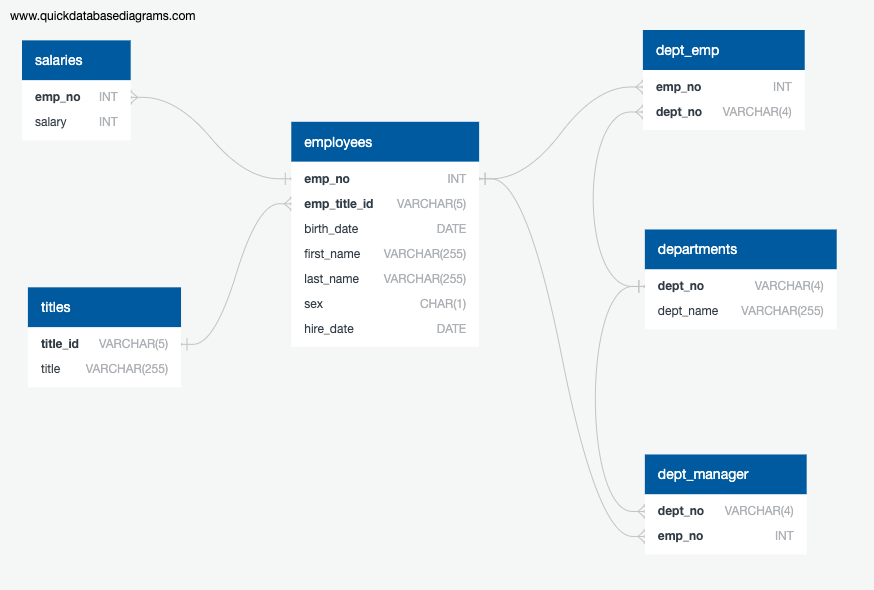 www.quickdatabasediagrams.com
salaries
emp_no INT
salary INT
titles
title_id VARCHAR(5)
title VARCHAR(255)
employees
emp_no INT
emp_title_id VARCHAR(5)
birth_date DATE
first_name VARCHAR(255)
last_name VARCHAR(255)
sex CHAR(1)
hire_date DATE
dept_emp
emp_no INT
dept_no VARCHAR(4)
departments
dept_no VARCHAR(4)
dept_name VARCHAR(255)
dept_manager
dept_no VARCHAR(4)
emp_no INT